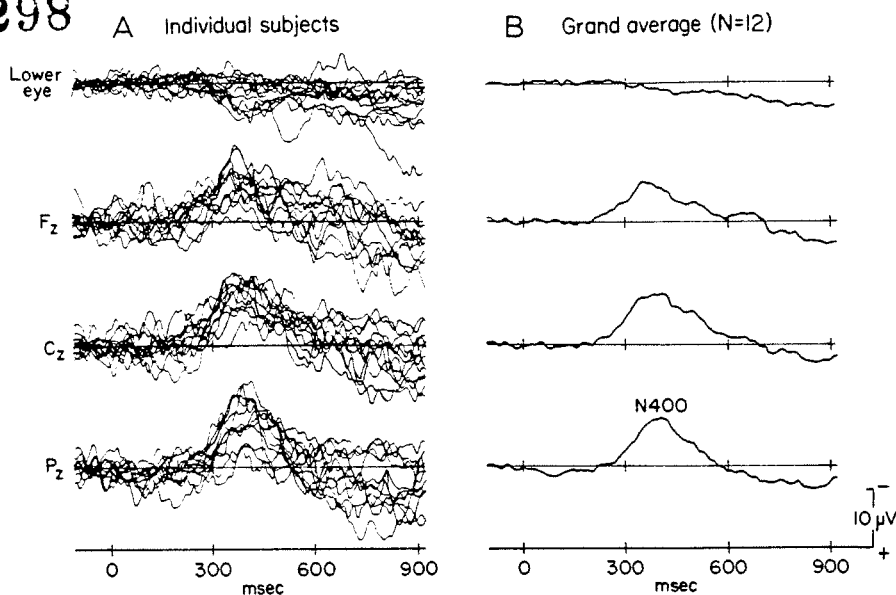 298
A Individual subjects
B Grand average (N=12)
Lower
eye
Fz
Cz
Pz
N400
−
10 µV
+
0 300 600 900
msec
0 300 600 900
msec